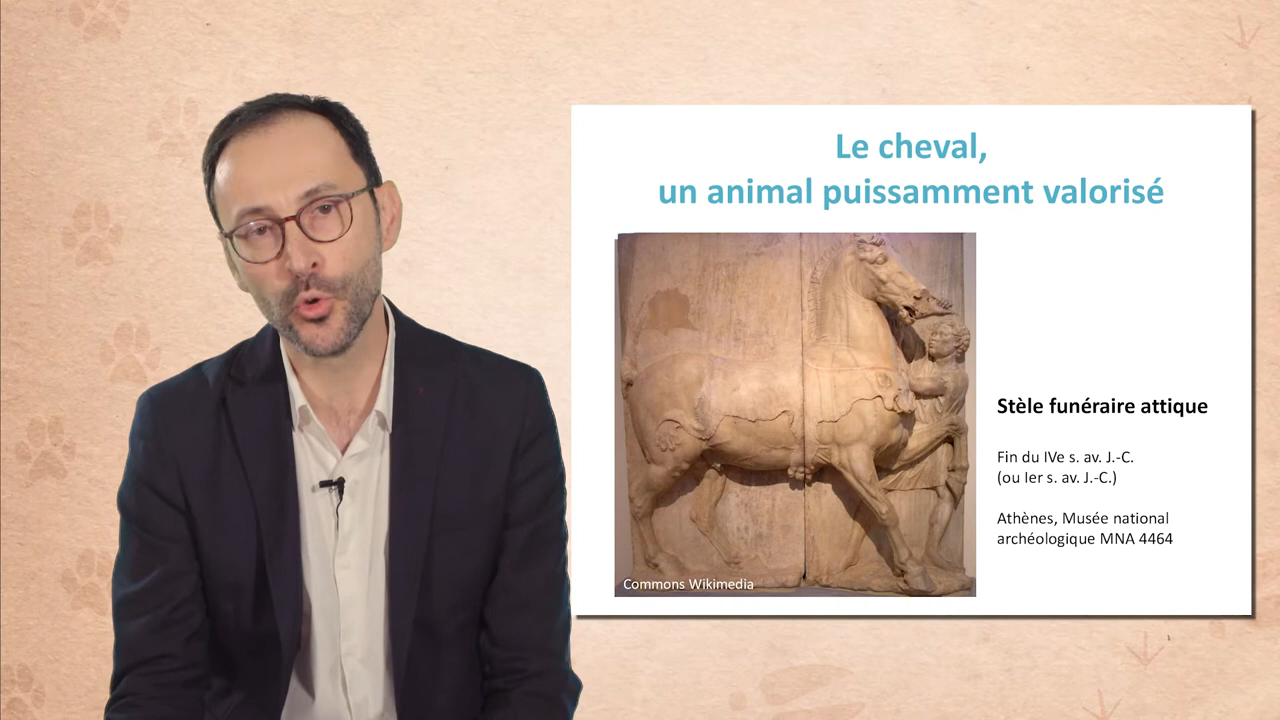 Le cheval,
un animal puissamment valorisé
Stèle funéraire attique
Fin du IVe s. av. J.-C.
(ou Ier s. av. J.-C.)
Athènes, Musée national
archéologique MNA 4464
Commons Wikimedia